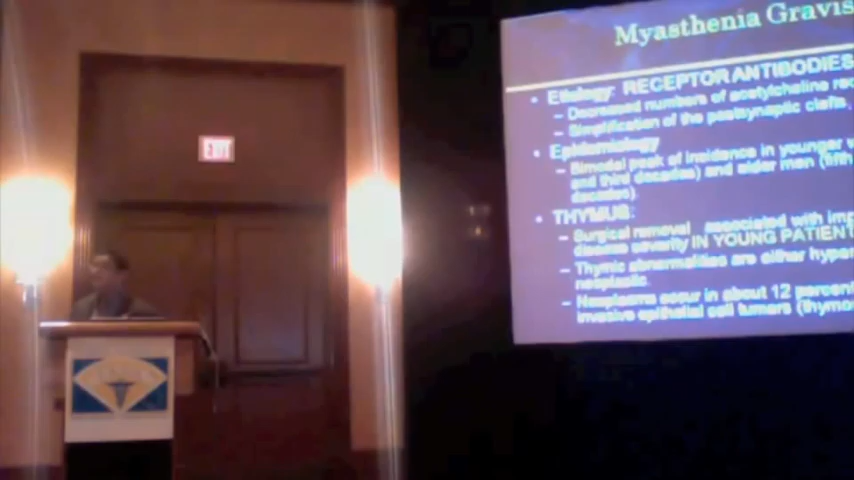 EXIT
Myasthenia Gravis
• Etiology: RECEPTOR ANTIBODIES
– Decreased numbers of acetylcholine
– Simplification of the postsynaptic clefts.
• Epidemiology
– Bimodal peak of incidence in younger
and third decades) and older men (fifth
decades).
• THYMUS:
– Surgical removal associated with
disease severity IN YOUNG PATIENT
– Thymic abnormalities are either
neoplastic.
– Neoplasms occur in about 12
invasive epithelial cell tumors